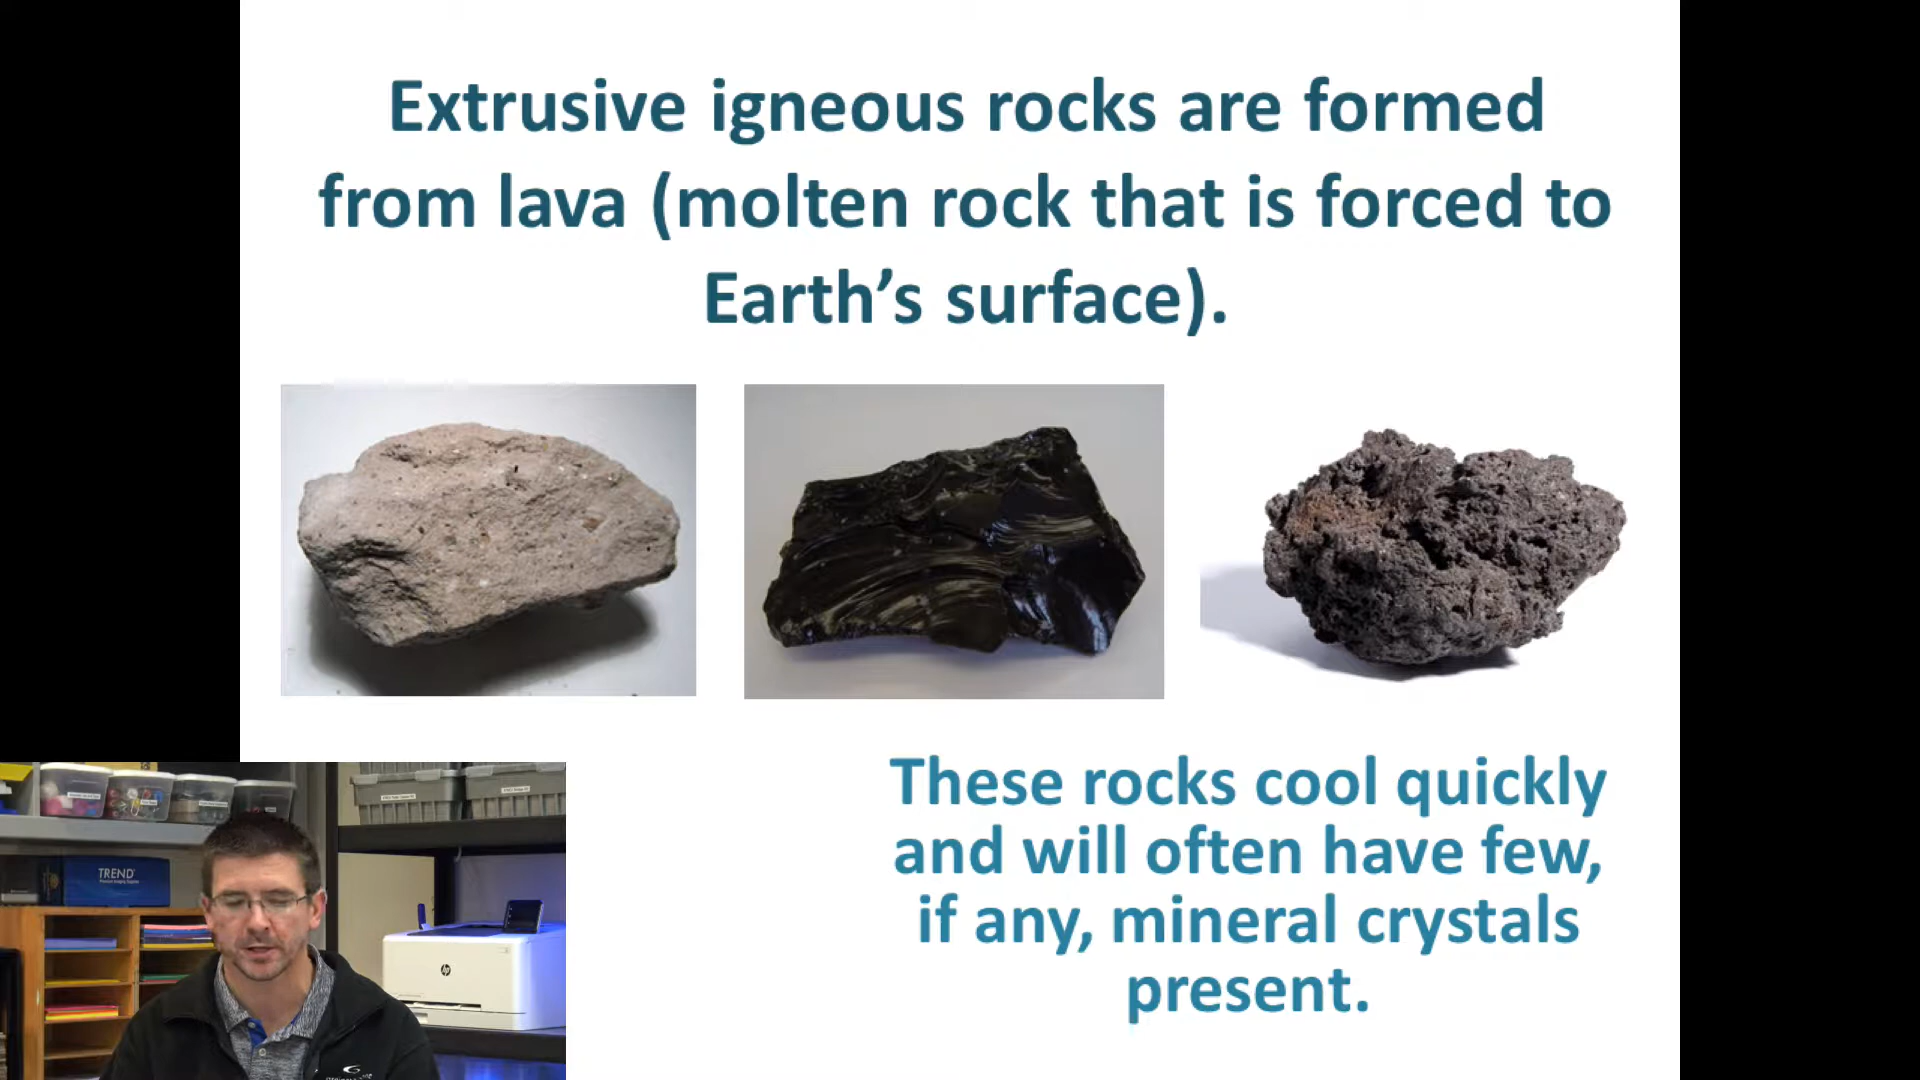 Extrusive igneous rocks are formed
from lava (molten rock that is forced to
Earth’s surface).
These rocks cool quickly
and will often have few,
if any, mineral crystals
present.
TREND
hp